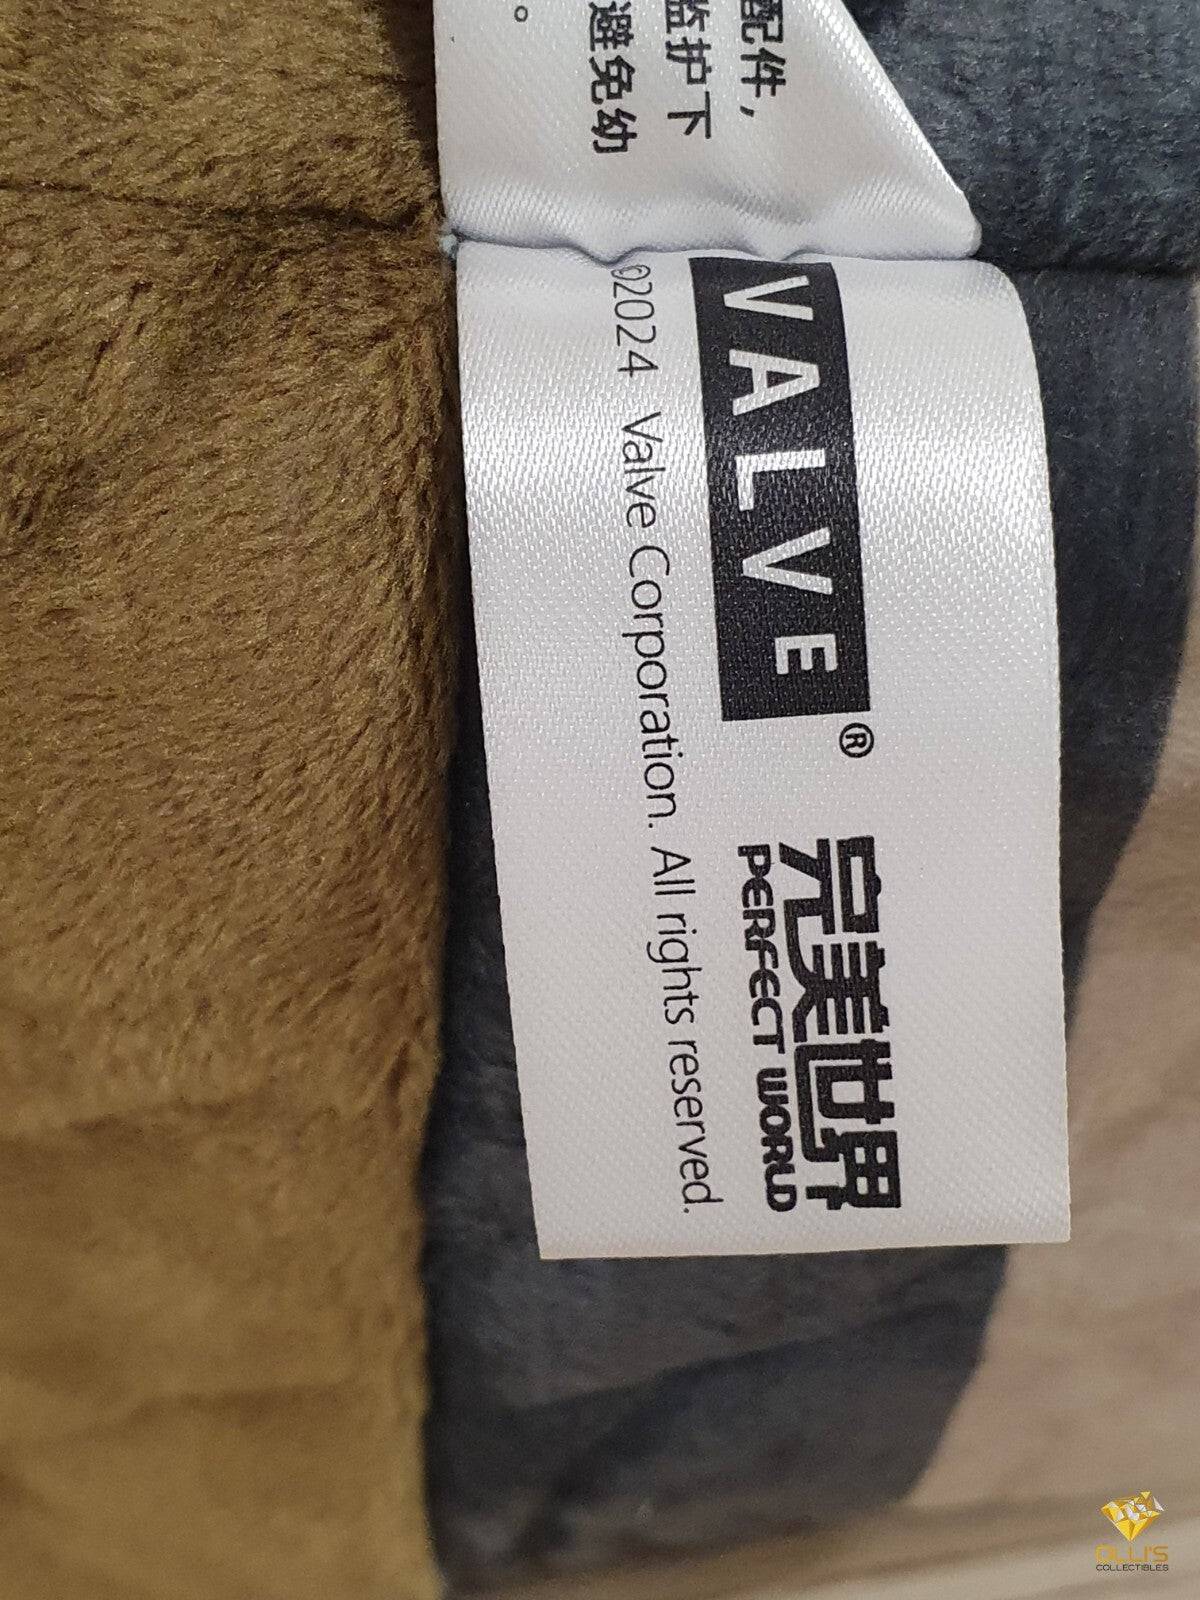 配件,
监护下
避免幼
。
VALVE®
©2024 Valve Corporation. All rights reserved.
完美世界
PERFECT WORLD
OLLI'S
COLLECTIBLES